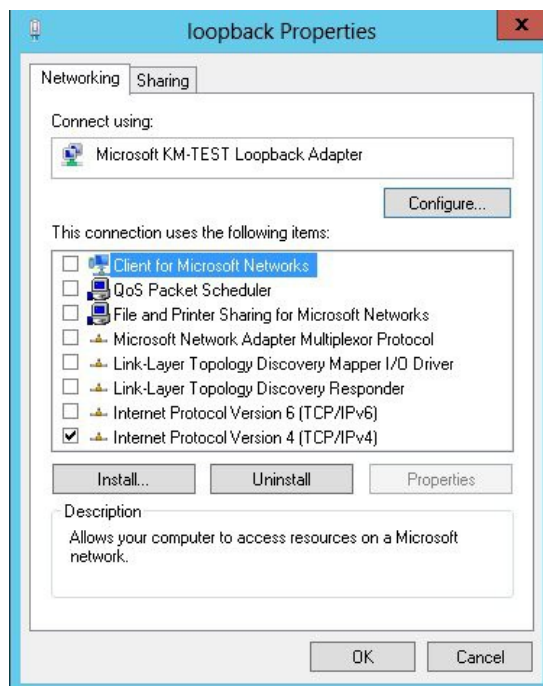 loopback Properties
x
Networking
Sharing
Connect using:
Microsoft KM-TEST Loopback Adapter
Configure...
This connection uses the following items:
Client for Microsoft Networks
QoS Packet Scheduler
File and Printer Sharing for Microsoft Networks
Microsoft Network Adapter Multiplexor Protocol
Link-Layer Topology Discovery Mapper I/O Driver
Link-Layer Topology Discovery Responder
Internet Protocol Version 6 (TCP/IPv6)
Internet Protocol Version 4 (TCP/IPv4)
Install...
Uninstall
Properties
Description
Allows your computer to access resources on a Microsoft
network.
OK
Cancel